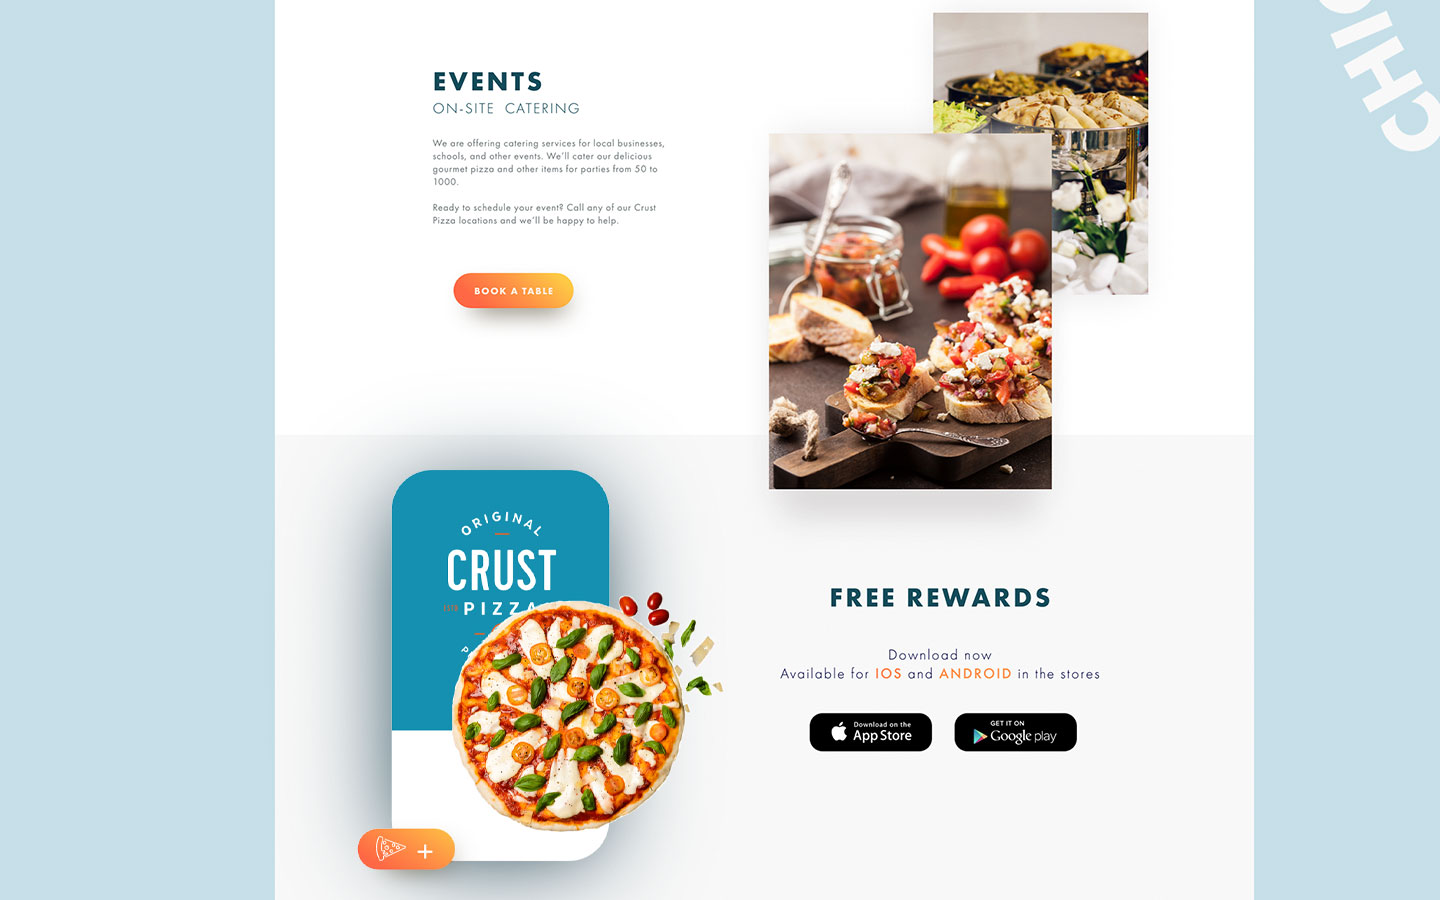 CHIC
EVENTS
ON-SITE CATERING
We are offering catering services for local businesses,
schools, and other events. We'll cater our delicious
gourmet pizza and other items for parties from 50 to
1000.
Ready to schedule your event? Call any of our Crust
Pizza locations and we'll be happy to help.
BOOK A TABLE
ORIGINAL
CRUST
PIZZA
FREE REWARDS
Download now
Available for IOS and ANDROID in the stores
Download on the
App Store
GET IT ON
Google play